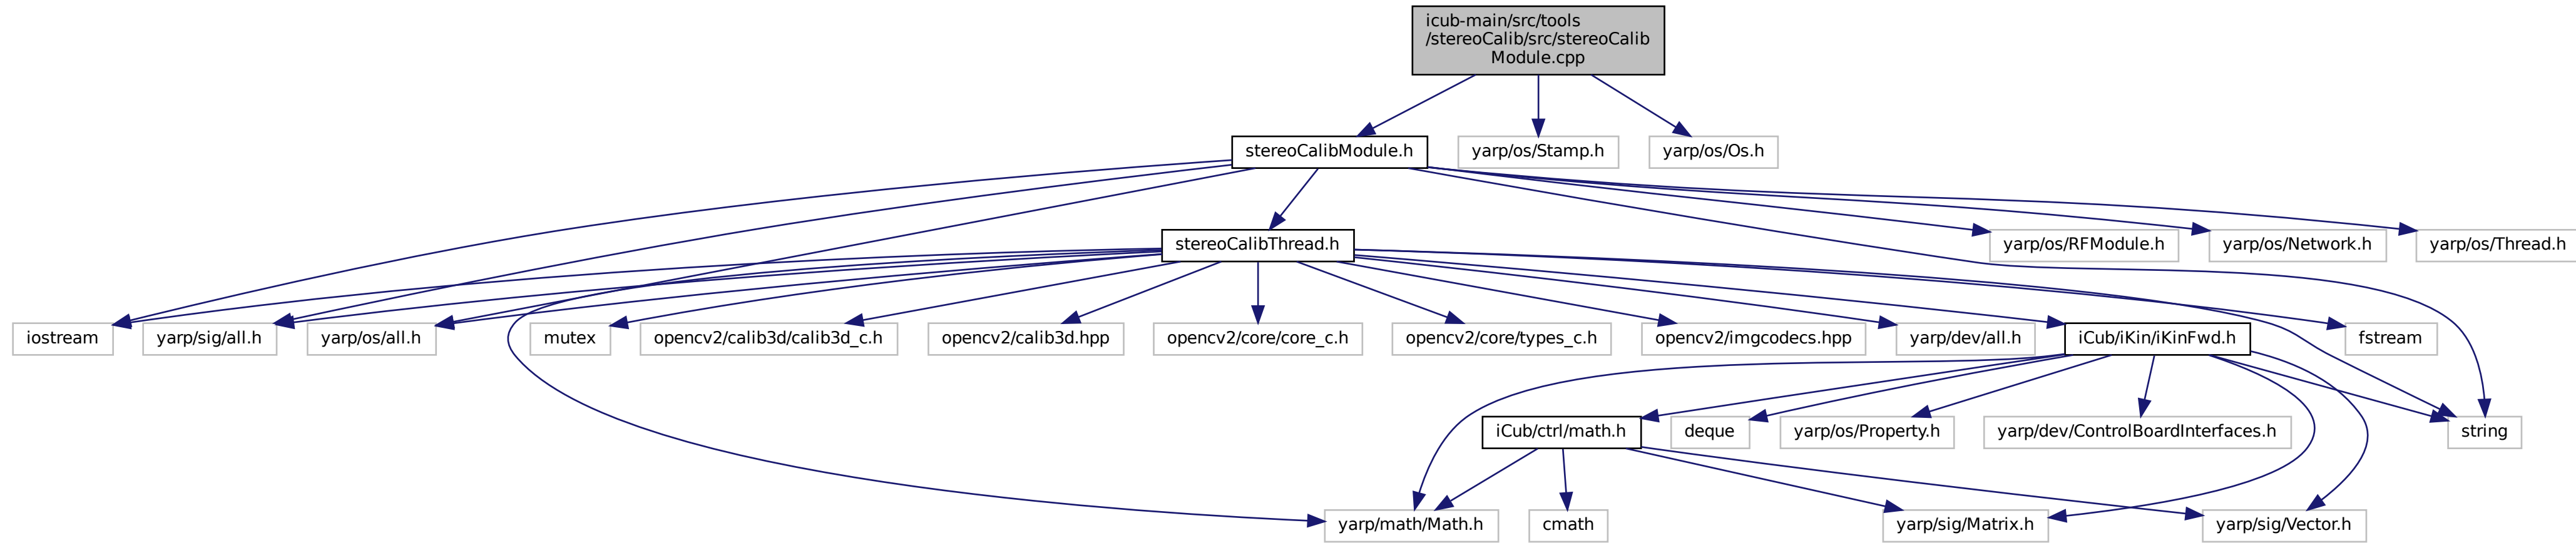 icub-main/src/tools
/stereoCalib/src/stereoCalib
Module.cpp
stereoCalibModule.h
yarp/os/Stamp.h
yarp/os/Os.h
stereoCalibThread.h
yarp/os/RFModule.h
yarp/os/Network.h
yarp/os/Thread.h
iostream
yarp/sig/all.h
yarp/os/all.h
mutex
opencv2/calib3d/calib3d_c.h
opencv2/calib3d.hpp
opencv2/core/core_c.h
opencv2/core/types_c.h
opencv2/imgcodecs.hpp
yarp/dev/all.h
iCub/iKin/iKinFwd.h
fstream
iCub/ctrl/math.h
deque
yarp/os/Property.h
yarp/dev/ControlBoardInterfaces.h
string
yarp/math/Math.h
cmath
yarp/sig/Matrix.h
yarp/sig/Vector.h